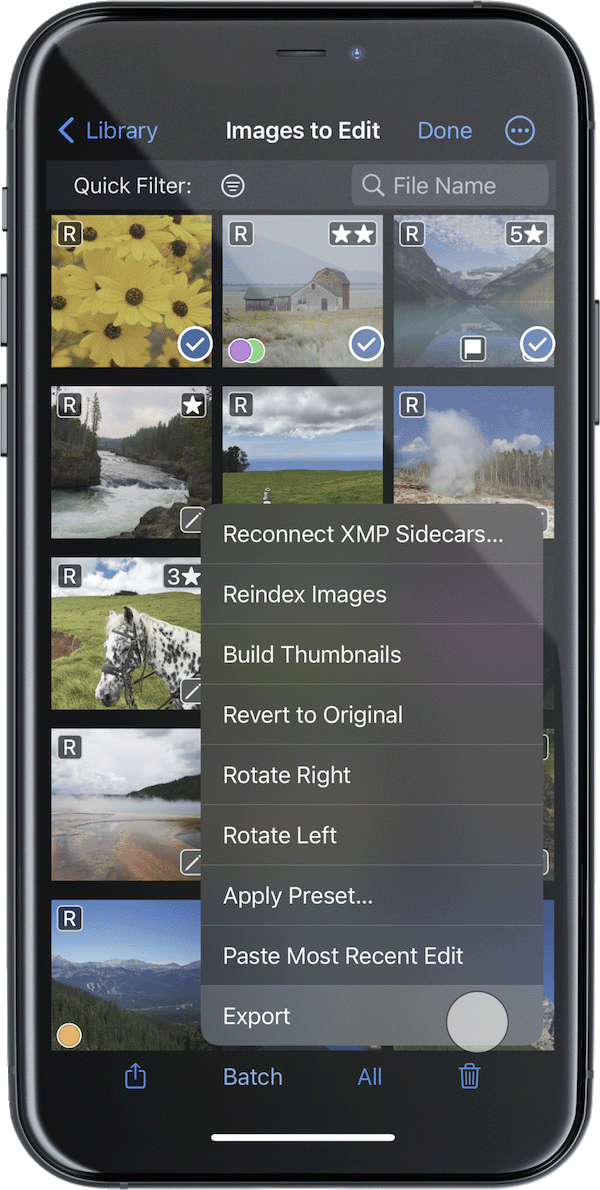 Library Images to Edit Done
Quick Filter: File Name
R R ★★ R 5★
R ★ R R
R 3★
Reconnect XMP Sidecars...
Reindex Images
Build Thumbnails
Revert to Original
R
Rotate Right
Rotate Left
Apply Preset...
R
Paste Most Recent Edit
Export
Batch All